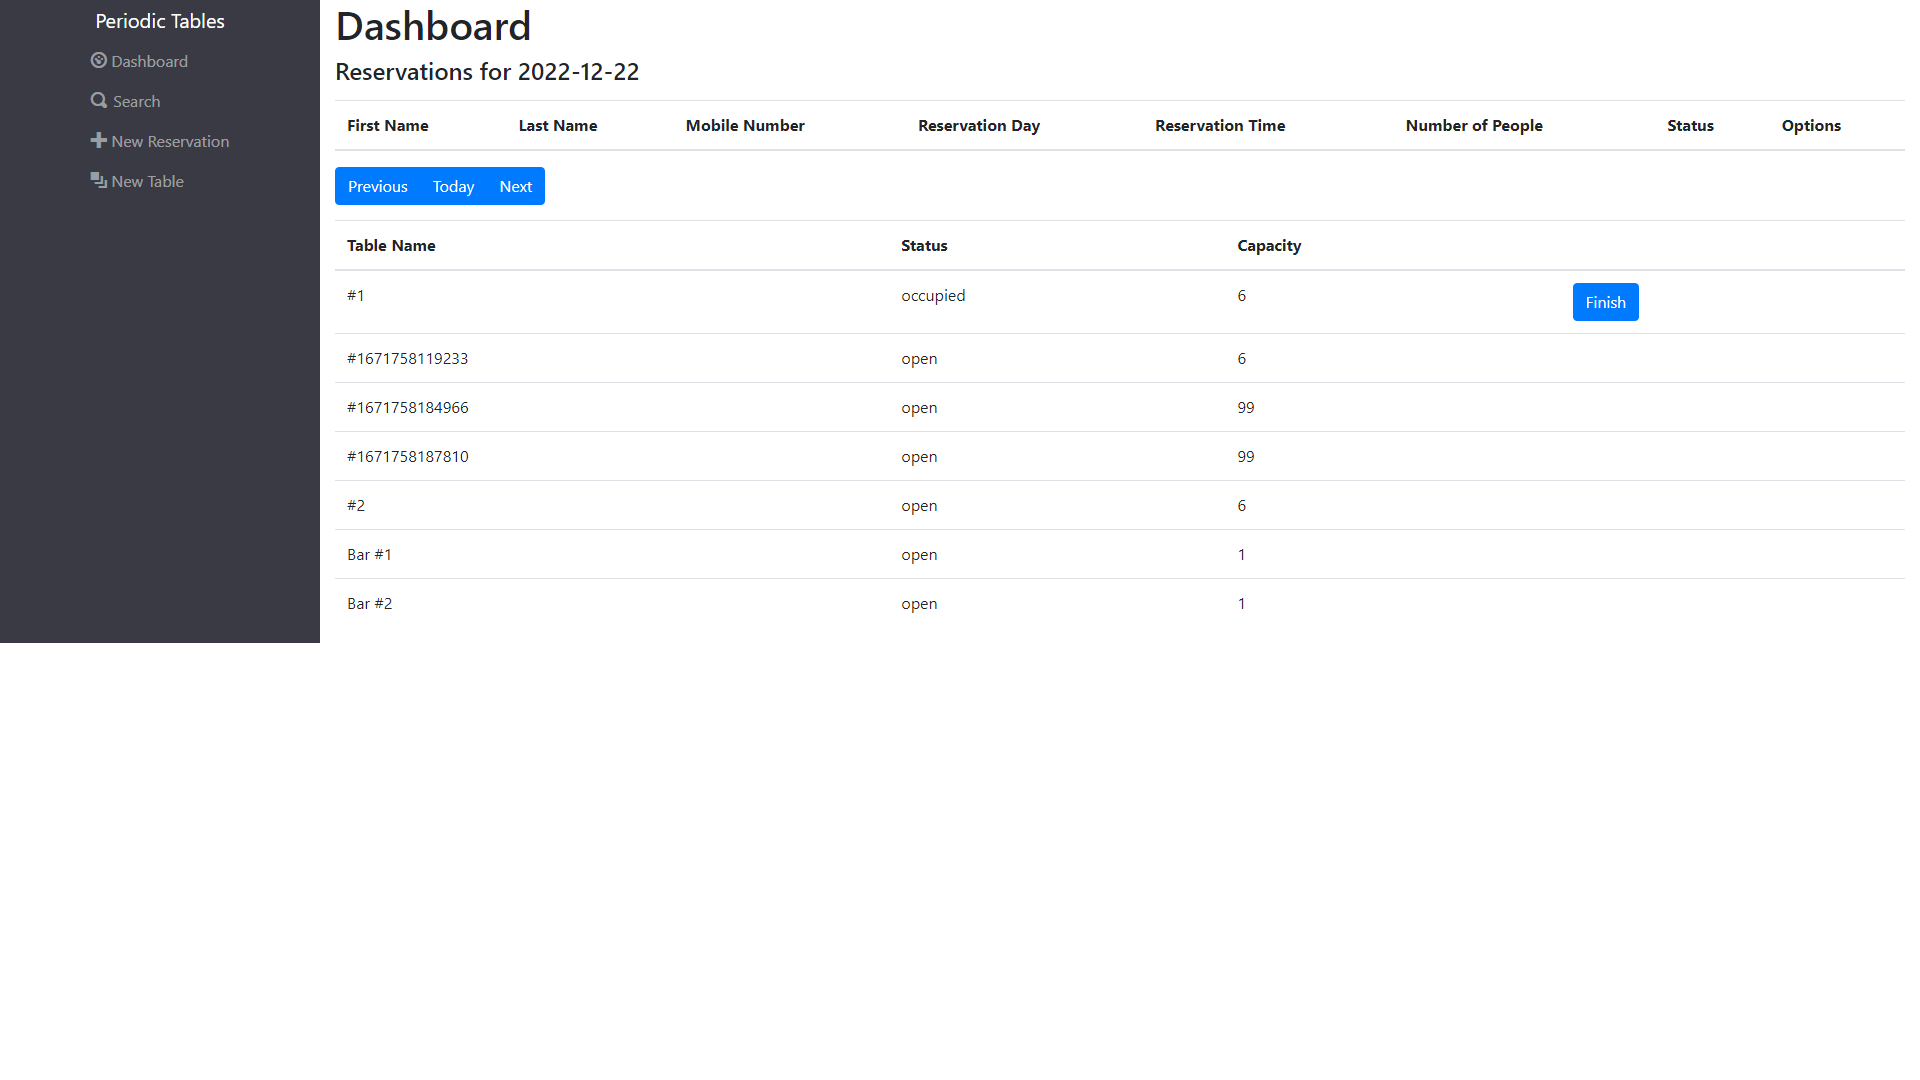 Periodic Tables
Dashboard
Search
New Reservation
New Table
Dashboard
Reservations for 2022-12-22
First Name Last Name Mobile Number Reservation Day Reservation Time Number of People Status Options
Previous Today Next
Table Name Status Capacity
#1 occupied 6 Finish
#1671758119233 open 6
#1671758184966 open 99
#1671758187810 open 99
#2 open 6
Bar #1 open 1
Bar #2 open 1